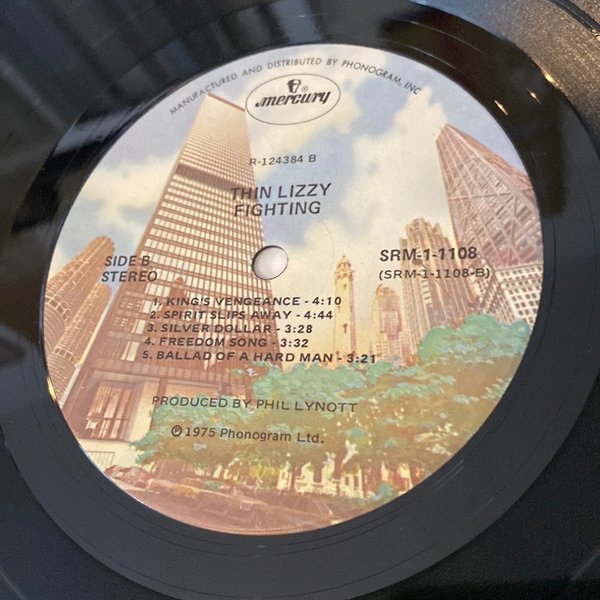 MANUFACTURED AND DISTRIBUTED BY PHONOGRAM, INC
mercury ®
R-124384 B
THIN LIZZY
FIGHTING
SIDE B
STEREO
SRM-1-1108
(SRM-1-1108-B)
1. KING'S VENGEANCE - 4:10
2. SPIRIT SLIPS AWAY - 4:44
3. SILVER DOLLAR - 3:28
4. FREEDOM SONG - 3:32
5. BALLAD OF A HARD MAN - 3:21
PRODUCED BY PHIL LYNOTT
℗ 1975 Phonogram Ltd.